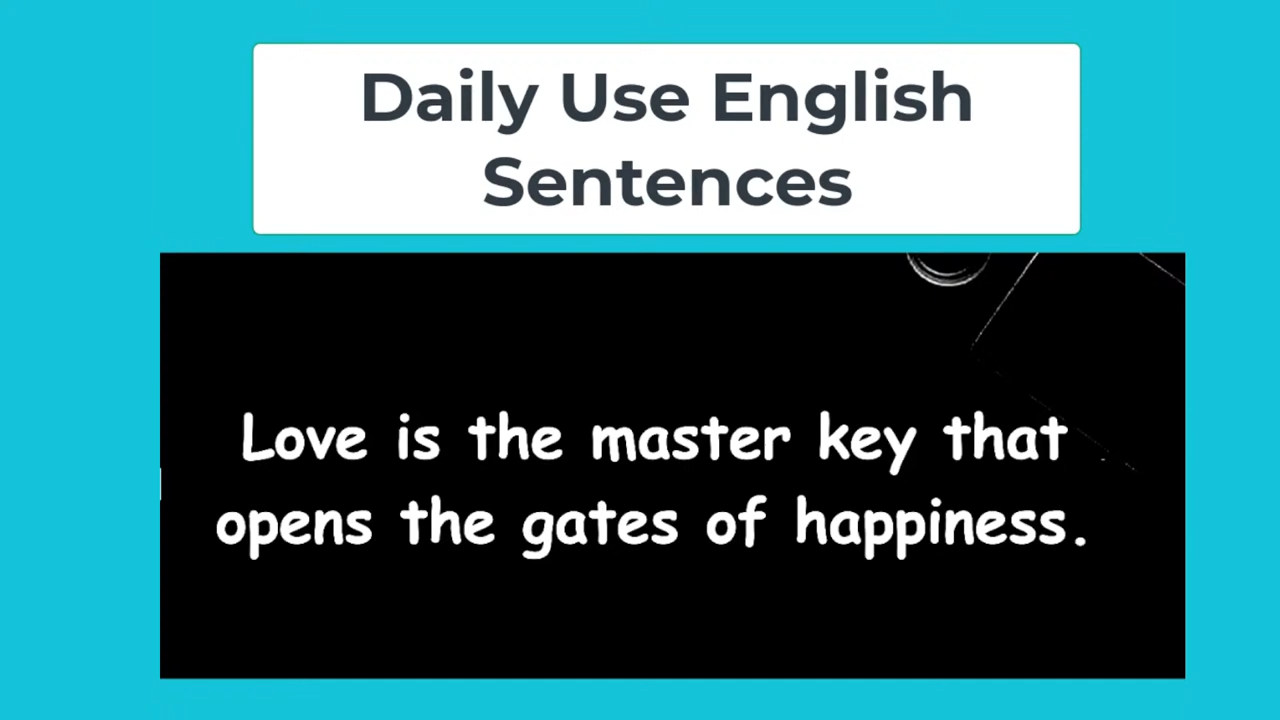 Daily Use English
Sentences
Love is the master key that
opens the gates of happiness.